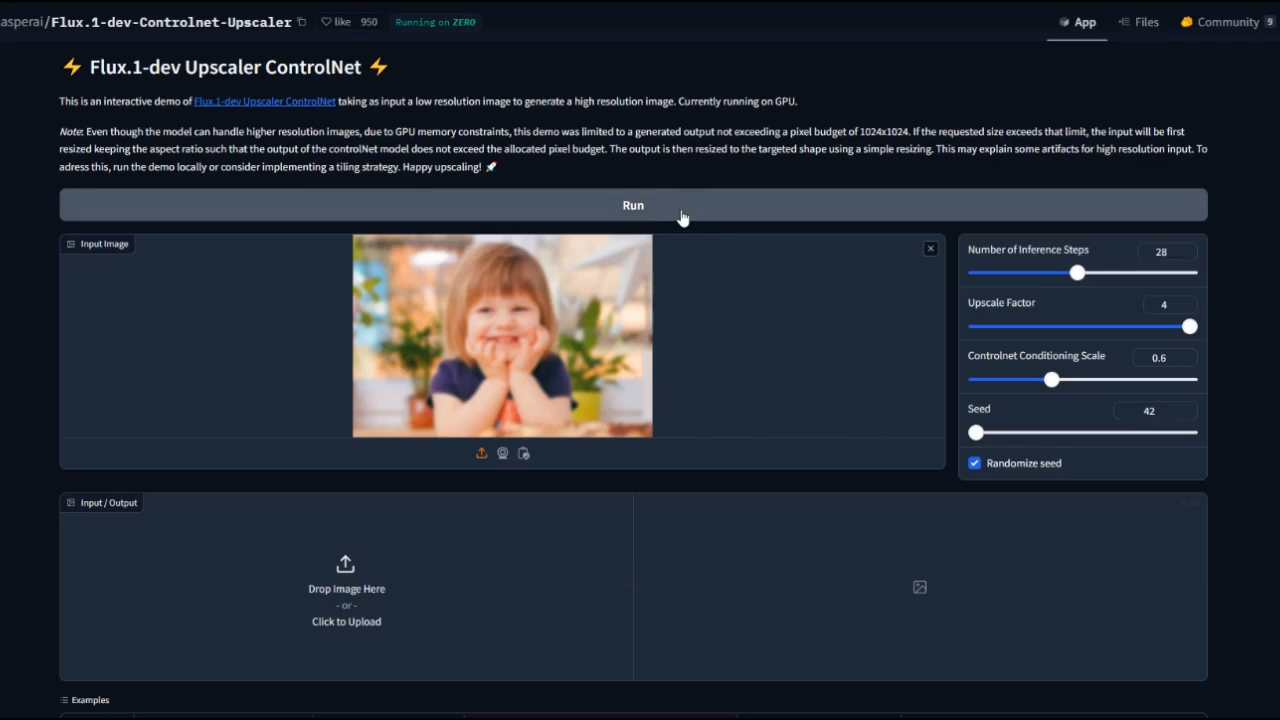 asperai/Flux.1-dev-Controlnet-Upscaler like 950 Running on ZERO App Files Community 9
⚡ Flux.1-dev Upscaler ControlNet ⚡
This is an interactive demo of Flux.1-dev Upscaler ControlNet taking as input a low resolution image to generate a high resolution image. Currently running on GPU.
Note: Even though the model can handle higher resolution images, due to GPU memory constraints, this demo was limited to a generated output not exceeding a pixel budget of 1024x1024. If the requested size exceeds that limit, the input will be first
resized keeping the aspect ratio such that the output of the controlNet model does not exceed the allocated pixel budget. The output is then resized to the targeted shape using a simple resizing. This may explain some artifacts for high resolution input. To
adress this, run the demo locally or consider implementing a tiling strategy. Happy upscaling! 🚀
Run
Input Image
Number of Inference Steps 28
Upscale Factor 4
Controlnet Conditioning Scale 0.6
Seed 42
Randomize seed
Input / Output
Drop Image Here
- or -
Click to Upload
Examples